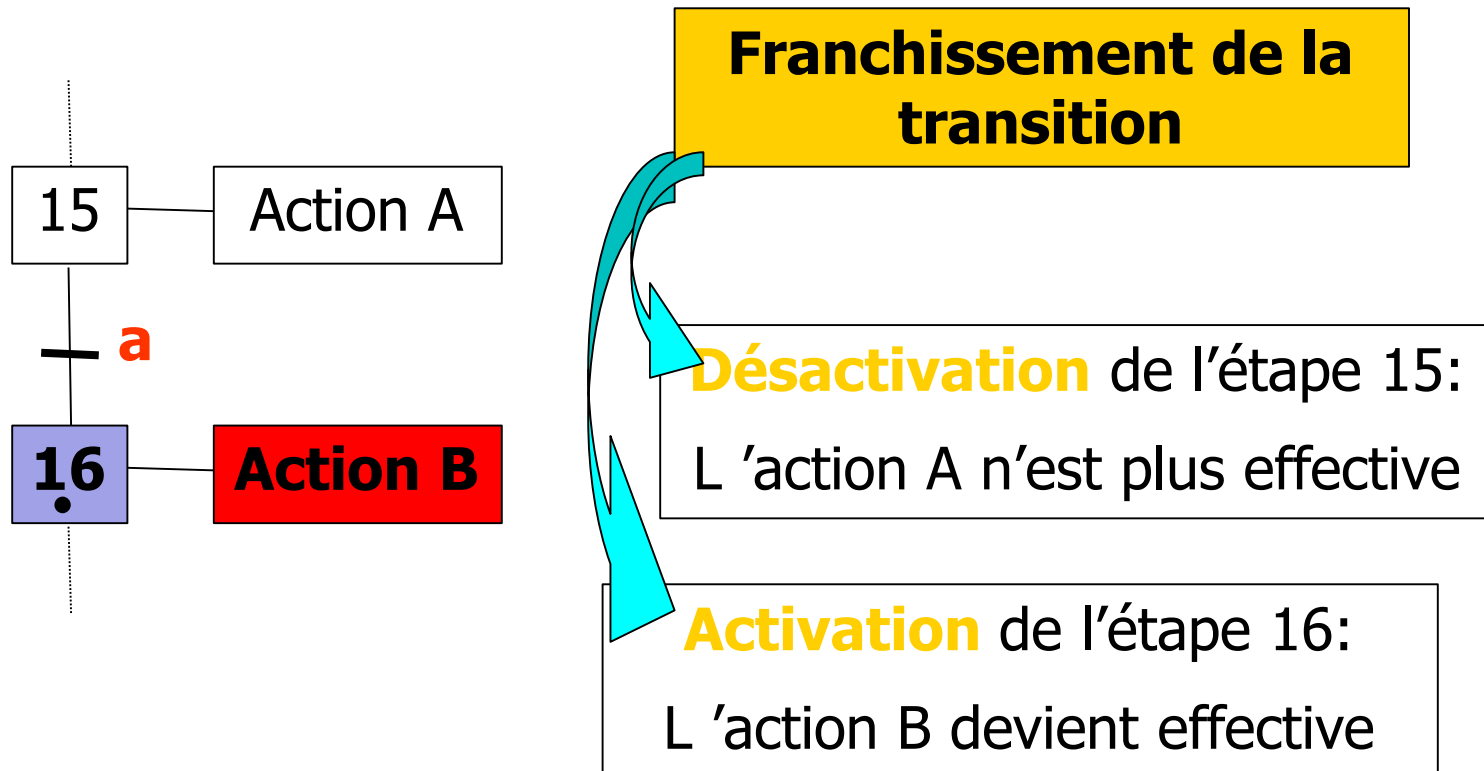 Franchissement de la
transition
15
Action A
a
16
Action B
Désactivation de l’étape 15:
L ’action A n’est plus effective
Activation de l’étape 16:
L ’action B devient effective